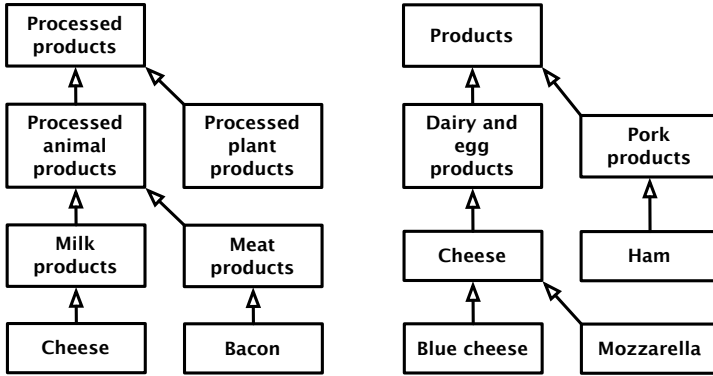 Processed
products
Processed
animal
products
Processed
plant
products
Milk
products
Meat
products
Cheese
Bacon
Products
Dairy and
egg
products
Pork
products
Cheese
Ham
Blue cheese
Mozzarella